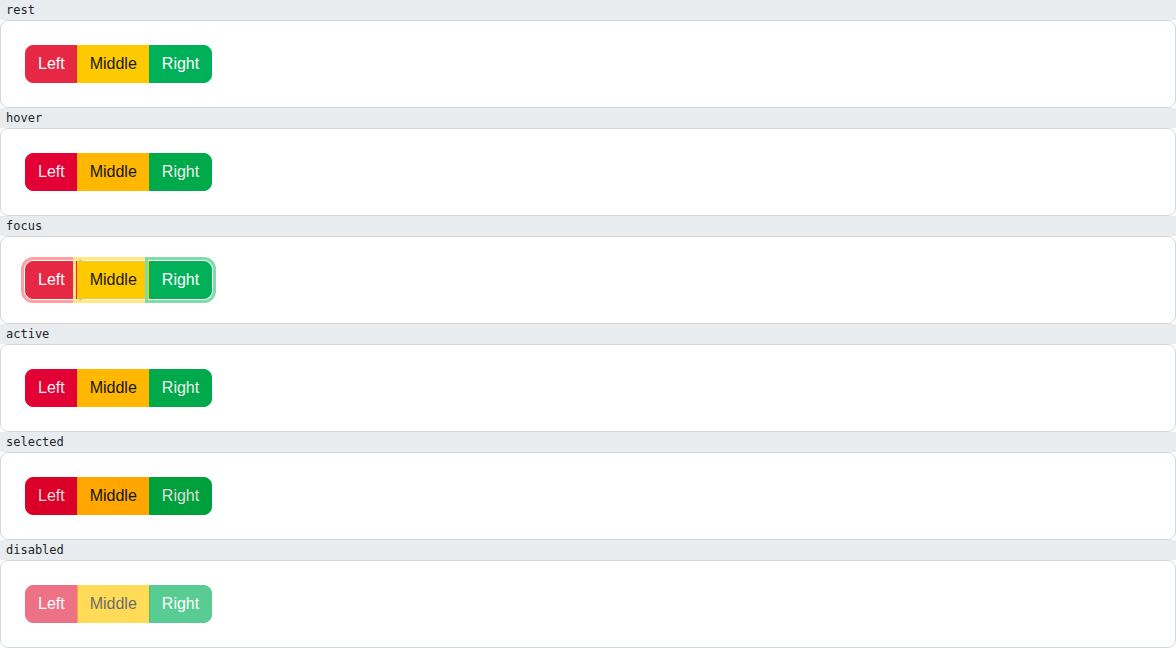 rest
Left Middle Right
hover
Left Middle Right
focus
Left Middle Right
active
Left Middle Right
selected
Left Middle Right
disabled
Left Middle Right